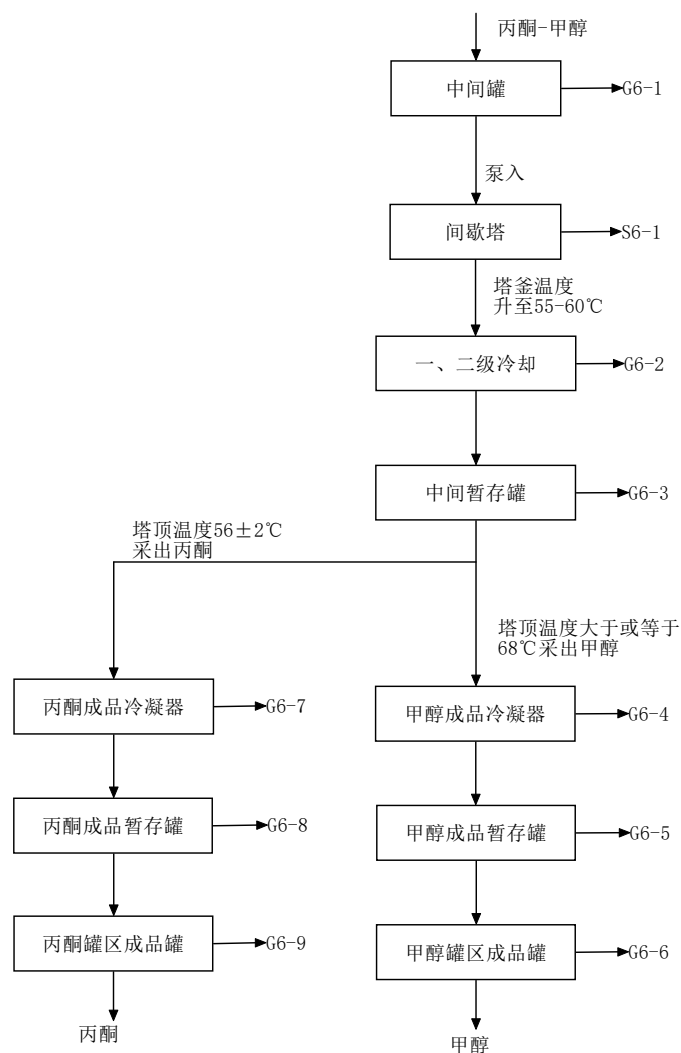 丙酮-甲醇
中间罐
G6-1
泵入
间歇塔
S6-1
塔釜温度
升至55-60℃
一、二级冷却
G6-2
中间暂存罐
G6-3
塔顶温度56±2℃
采出丙酮
塔顶温度大于或等于
68℃采出甲醇
丙酮成品冷凝器
G6-7
甲醇成品冷凝器
G6-4
丙酮成品暂存罐
G6-8
甲醇成品暂存罐
G6-5
丙酮罐区成品罐
G6-9
甲醇罐区成品罐
G6-6
丙酮
甲醇